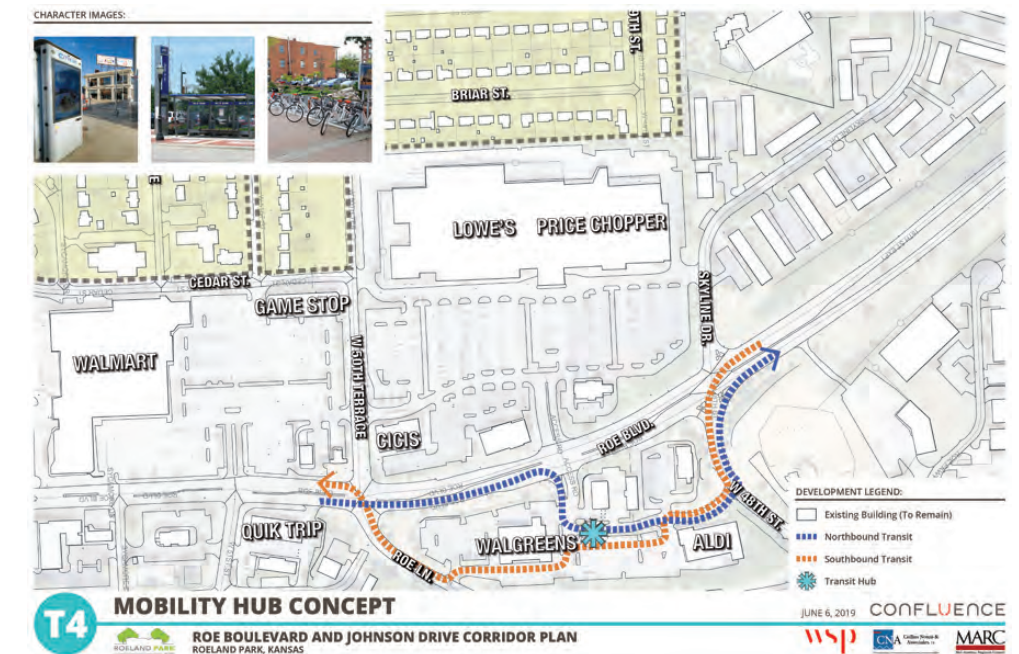 CHARACTER IMAGES:
9TH ST.
BRIAR ST.
E
LOWE'S PRICE CHOPPER
CEDAR ST.
GAME STOP
SKYLINE DR.
WALMART
W 50TH TERRACE
CICIS
ROE BLVD.
QUIK TRIP
WALGREENS
ALDI
W 48TH ST.
ROE LN.
DEVELOPMENT LEGEND:
Existing Building (To Remain)
Northbound Transit
Southbound Transit
Transit Hub
T4
MOBILITY HUB CONCEPT
ROELAND PARK
ROE BOULEVARD AND JOHNSON DRIVE CORRIDOR PLAN
ROELAND PARK, KANSAS
JUNE 6, 2019
CONFLUENCE
wsp
CNA
MARC